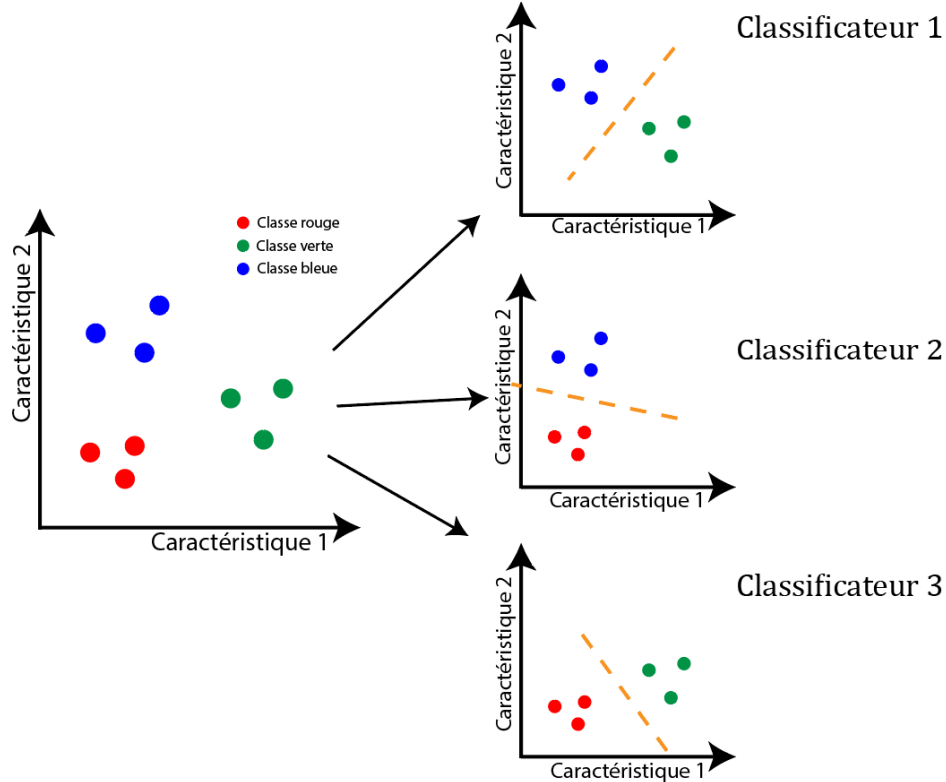 Caractéristique 2
Classe rouge
Classe verte
Classe bleue
Caractéristique 1
Classificateur 1
Caractéristique 2
Caractéristique 1
Classificateur 2
Caractéristique 2
Caractéristique 1
Classificateur 3
Caractéristique 2
Caractéristique 1